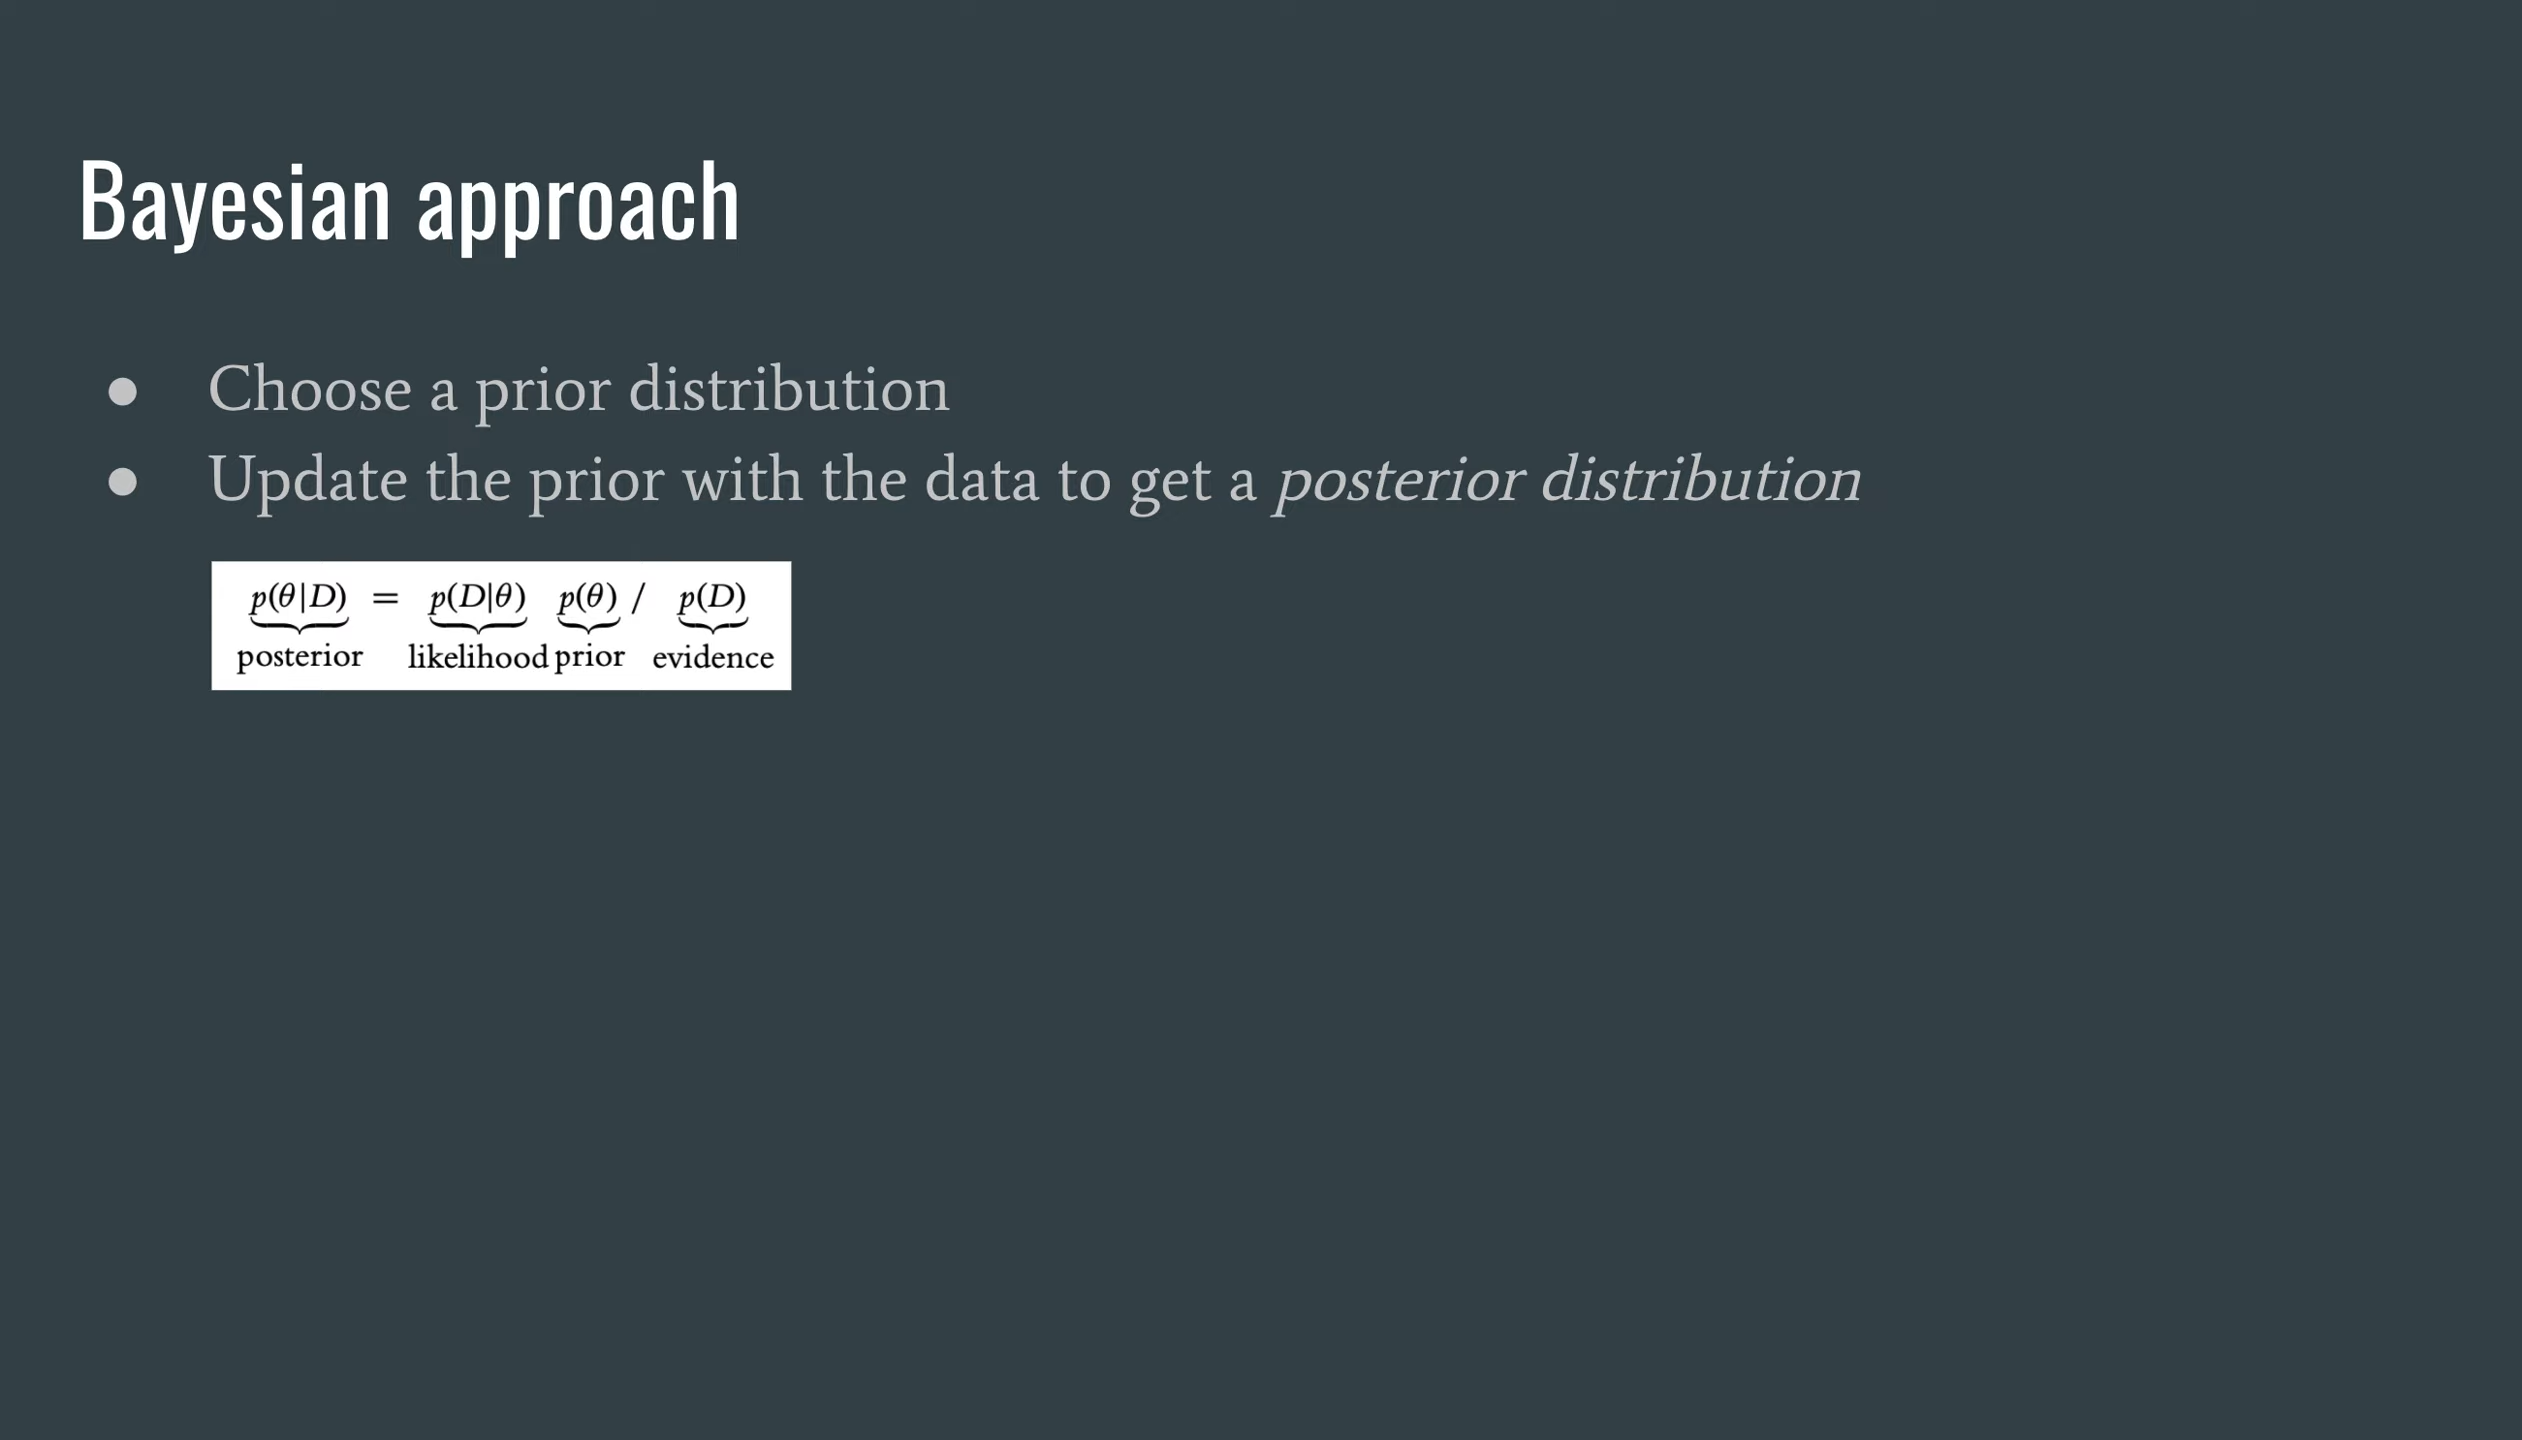 Bayesian approach
● Choose a prior distribution
● Update the prior with the data to get a posterior distribution
p(θ|D) = p(D|θ) p(θ) / p(D)
posterior likelihood prior evidence